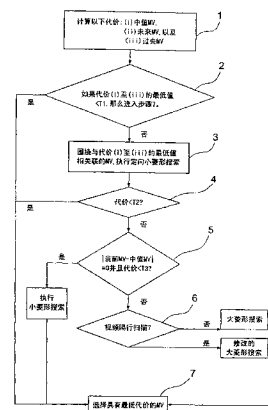 1
计算以下代价:(i)中值MV,
(ii)未来MV,以及
(iii)过去MV
2
如果代价(i)至(iii)的最低值
<T1,那么进入步骤7。
是
否
3
围绕与代价(i)至(iii)的最低值
相关联的MV,执行定向小菱形搜索
4
代价<T2?
是
否
5
|当前MV-中值MV|
=0并且代价<T3?
是
执行
小菱形搜索
否
6
视频隔行扫描?
否
大菱形搜索
是
修改的
大菱形搜索
7
选择具有最低代价的MV